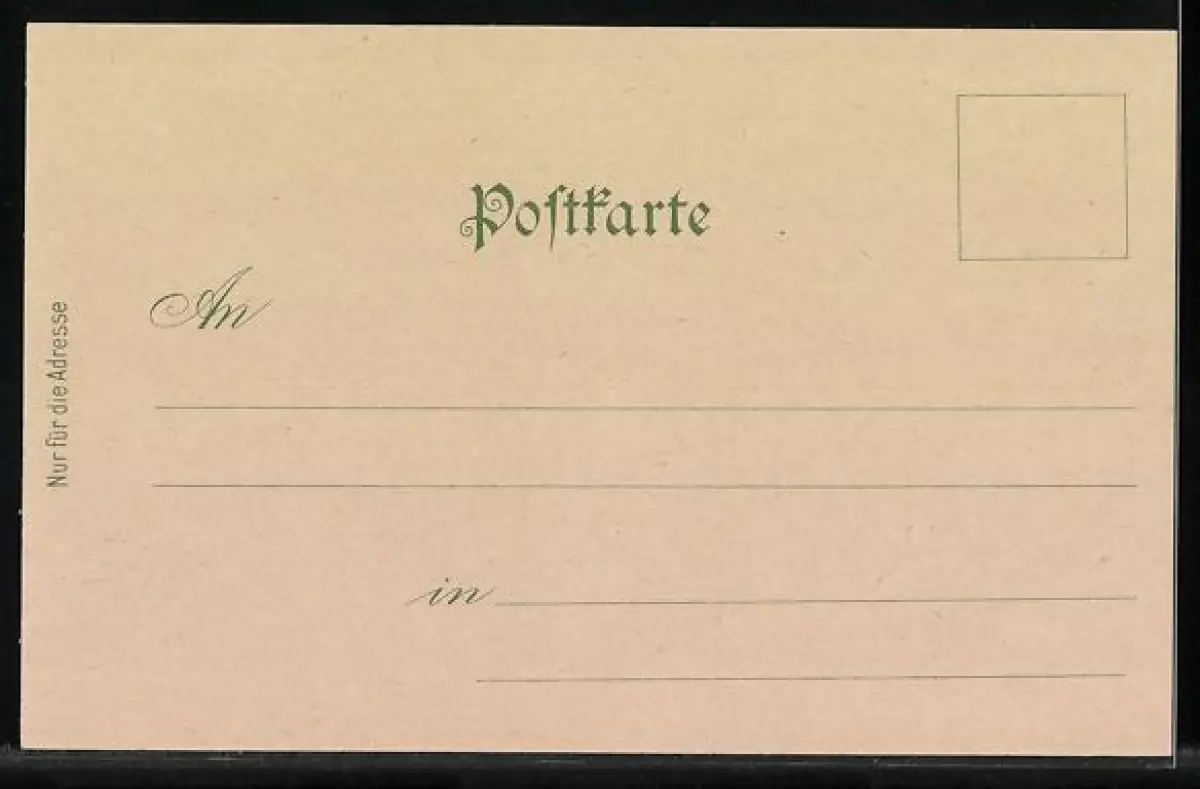 Poſtkarte
An
in
Nur für die Adresse